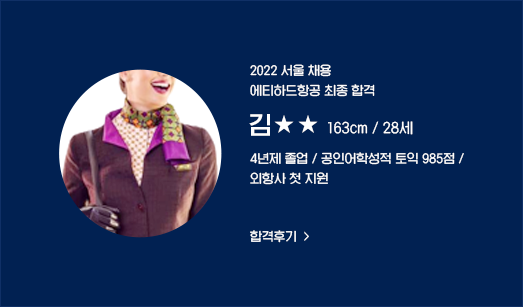 2022 서울 채용
에티하드항공 최종 합격
김★★ 163cm / 28세
4년제 졸업 / 공인어학성적 토익 985점 /
외항사 첫 지원
합격후기 >